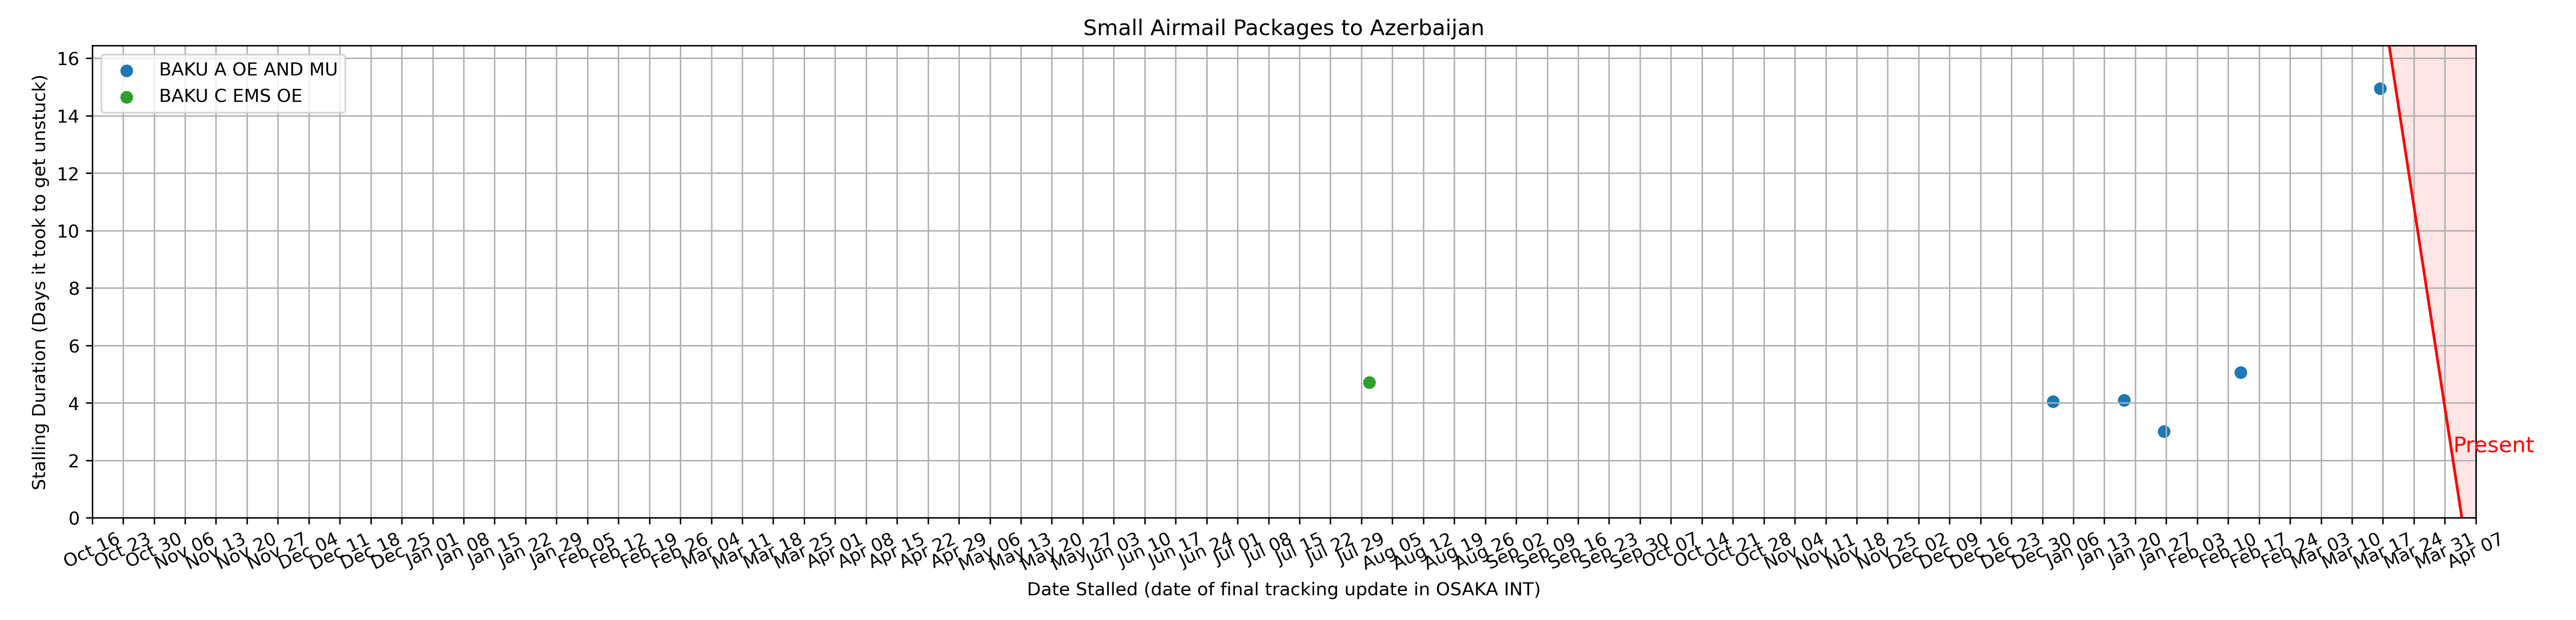 Small Airmail Packages to Azerbaijan
BAKU A OE AND MU
BAKU C EMS OE
Stalling Duration (Days it took to get unstuck)
16
14
12
10
8
6
4
2
0
Present
Oct 16 Oct 23 Oct 30 Nov 06 Nov 13 Nov 20 Nov 27 Dec 04 Dec 11 Dec 18 Dec 25 Jan 01 Jan 08 Jan 15 Jan 22 Jan 29 Feb 05 Feb 12 Feb 19 Feb 26 Mar 04 Mar 11 Mar 18 Mar 25 Apr 01 Apr 08 Apr 15 Apr 22 Apr 29 May 06 May 13 May 20 May 27 Jun 03 Jun 10 Jun 17 Jun 24 Jul 01 Jul 08 Jul 15 Jul 22 Jul 29 Aug 05 Aug 12 Aug 19 Aug 26 Sep 02 Sep 09 Sep 16 Sep 23 Sep 30 Oct 07 Oct 14 Oct 21 Oct 28 Nov 04 Nov 11 Nov 18 Nov 25 Dec 02 Dec 09 Dec 16 Dec 23 Dec 30 Jan 06 Jan 13 Jan 20 Jan 27 Feb 03 Feb 10 Feb 17 Feb 24 Mar 03 Mar 10 Mar 17 Mar 24 Mar 31 Apr 07
Date Stalled (date of final tracking update in OSAKA INT)